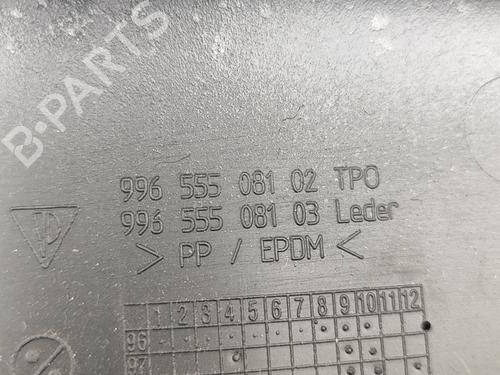 B-PARTS
996 555 081 02 TPO
996 555 081 03 Leder
> PP / EPDM <
1 2 3 4 5 6 7 8 9 10 11 12
96
97